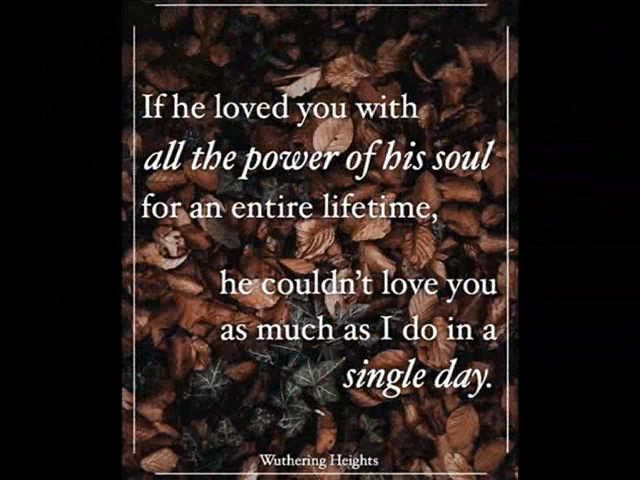 If he loved you with
all the power of his soul
for an entire lifetime,
he couldn't love you
as much as I do in a
single day.
Wuthering Heights